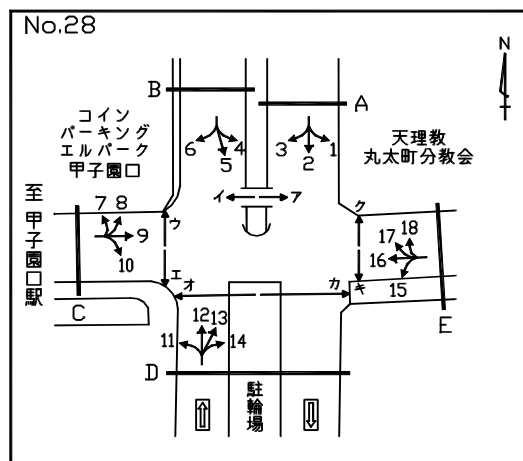 No.28
N
コイン
パーキング
エルパーク
甲子園口
天理教
丸太町分教会
至甲子園口駅
駐輪場
A
B
C
D
E
ア
イ
ウ
エ
オ
カ
キ
ク
1
2
3
4
5
6
7
8
9
10
11
12
13
14
15
16
17
18